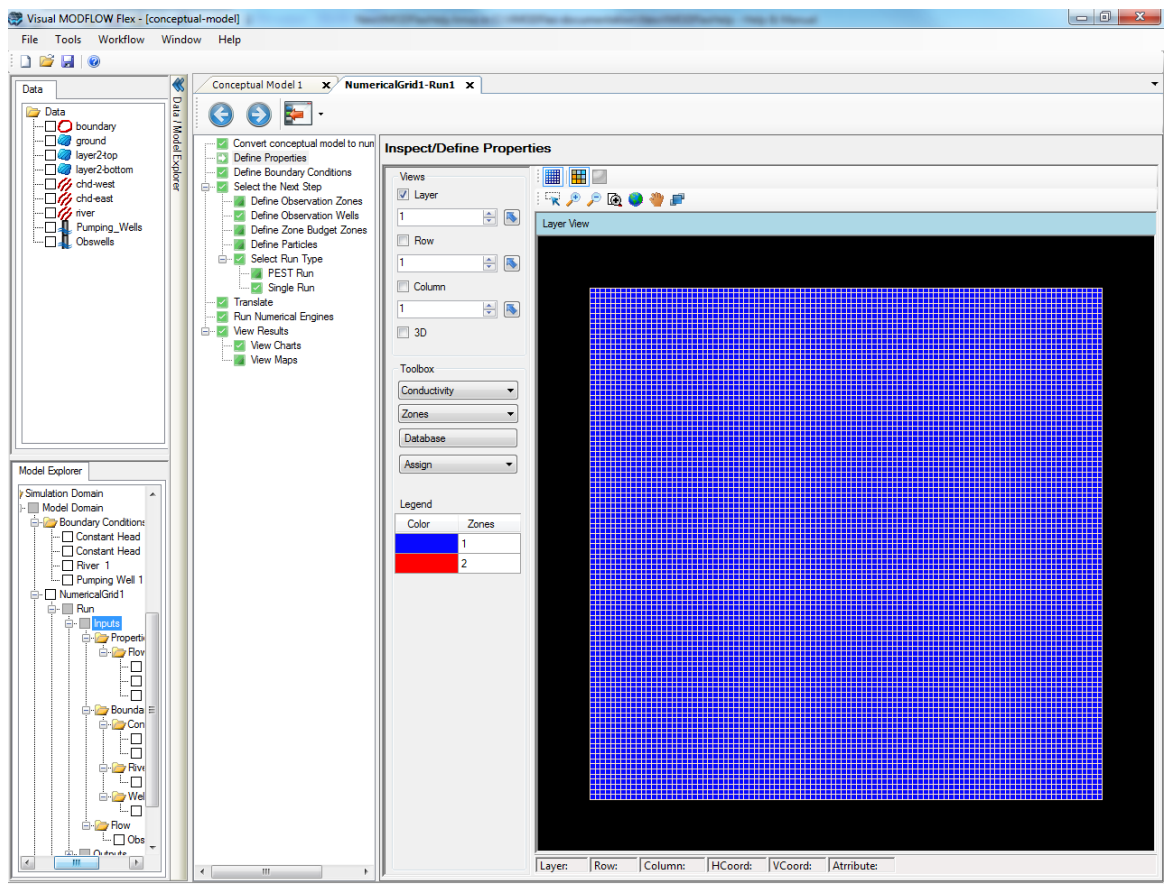 Visual MODFLOW Flex - [conceptual-model]
File Tools Workflow Window Help
Data
Data
boundary
ground
layer2-top
layer2-bottom
chd-west
chd-east
river
Pumping_Wells
Obswells
Data / Model Explorer
Model Explorer
Simulation Domain
Model Domain
Boundary Conditions
Constant Head
Constant Head
River 1
Pumping Well 1
NumericalGrid1
Run
Inputs
Properti
Flow
Bounda
Con
Rive
Wel
Flow
Obs
Outputs
Conceptual Model 1 x NumericalGrid1-Run1 x
Convert conceptual model to num
Define Properties
Define Boundary Conditions
Select the Next Step
Define Observation Zones
Define Observation Wells
Define Zone Budget Zones
Define Particles
Select Run Type
PEST Run
Single Run
Translate
Run Numerical Engines
View Results
View Charts
View Maps
Inspect/Define Properties
Views
Layer
1
Row
1
Column
1
3D
Toolbox
Conductivity
Zones
Database
Assign
Legend
Color Zones
1
2
Layer View
Layer: Row: Column: HCoord: VCoord: Atrribute: